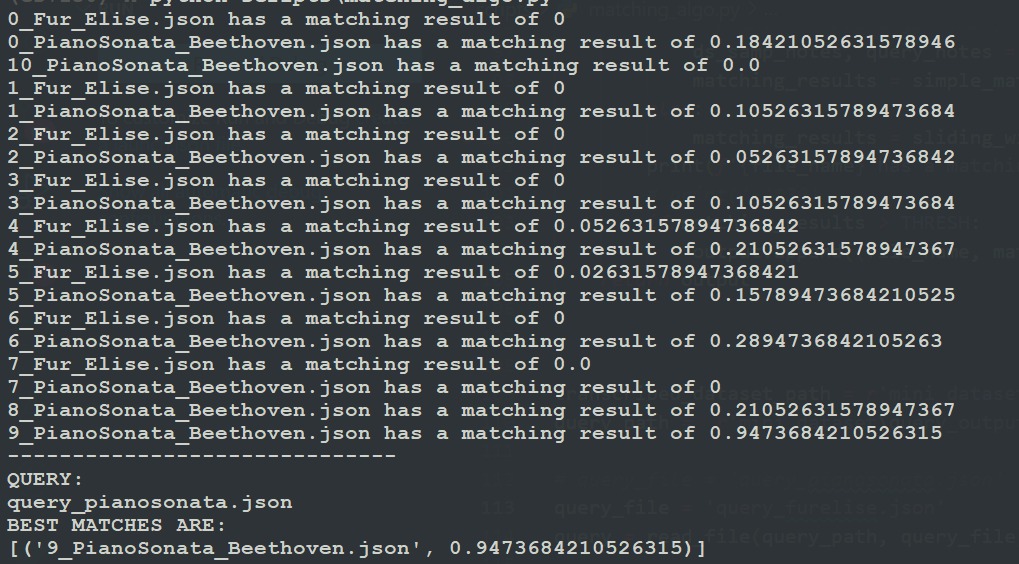 0_Fur_Elise.json has a matching result of 0
0_PianoSonata_Beethoven.json has a matching result of 0.18421052631578946
10_PianoSonata_Beethoven.json has a matching result of 0.0
1_Fur_Elise.json has a matching result of 0
1_PianoSonata_Beethoven.json has a matching result of 0.10526315789473684
2_Fur_Elise.json has a matching result of 0
2_PianoSonata_Beethoven.json has a matching result of 0.05263157894736842
3_Fur_Elise.json has a matching result of 0
3_PianoSonata_Beethoven.json has a matching result of 0.10526315789473684
4_Fur_Elise.json has a matching result of 0.05263157894736842
4_PianoSonata_Beethoven.json has a matching result of 0.21052631578947367
5_Fur_Elise.json has a matching result of 0.02631578947368421
5_PianoSonata_Beethoven.json has a matching result of 0.15789473684210525
6_Fur_Elise.json has a matching result of 0
6_PianoSonata_Beethoven.json has a matching result of 0.2894736842105263
7_Fur_Elise.json has a matching result of 0.0
7_PianoSonata_Beethoven.json has a matching result of 0
8_PianoSonata_Beethoven.json has a matching result of 0.21052631578947367
9_PianoSonata_Beethoven.json has a matching result of 0.9473684210526315
------------------------------
QUERY:
query_pianosonata.json
BEST MATCHES ARE:
[('9_PianoSonata_Beethoven.json', 0.9473684210526315)]